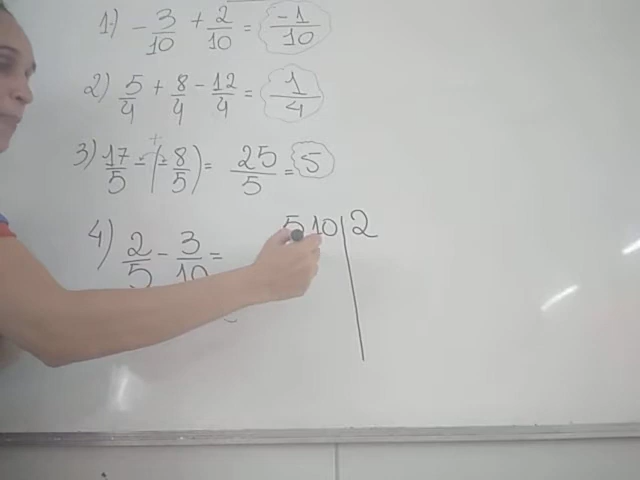 1) - 3/10 + 2/10 = -1/10
2) 5/4 + 8/4 - 12/4 = 1/4
3) 17/5 - (- 8/5) = 25/5 = 5
4) 2/5 - 3/10 =
5 10 | 2